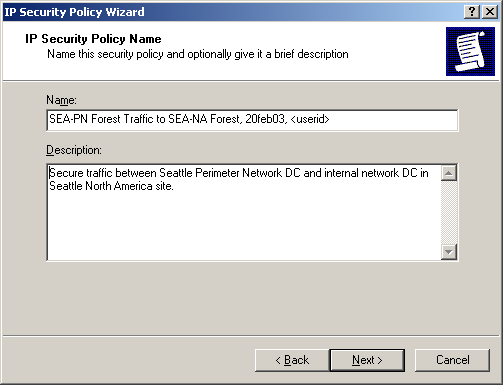 IP Security Policy Wizard
IP Security Policy Name
Name this security policy and optionally give it a brief description
Name:
SEA-PN Forest Traffic to SEA-NA Forest, 20feb03, <userid>
Description:
Secure traffic between Seattle Perimeter Network DC and internal network DC in
Seattle North America site.
< Back
Next >
Cancel